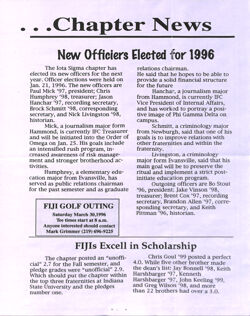 ...Chapter News
New Officiers Elected for 1996
The Iota Sigma chapter has
elected its new officers for the next
year. Officer elections were held on
Jan. 21, 1996. The new officers are
Paul Mick '97, president; Chris
Humphrey '98, treasurer; Jason
Hanchar '97, recording secretary,
Brock Schmitt '98, corresponding
secretary, and Nick Livingston '98,
historian.
Mick, a journalism major form
Hammond, is currently IFC Treasurer
and will be initiated into the Order of
Omega on Jan. 25. His goals include
an intensified rush program, in-
creased awareness of risk manage-
ment and stronger brotherhood ac-
tivities.
Humphrey, a elementary edu-
cation major from Evansville, has
served as public relations chairman
for the past semester and as graduate
relations chairman.
He said that he hopes to be able to
provide a solid financial structure
for the future
Hanchar, a journalism major
from Hammond, is currently IFC
Vice President of Internal Affairs,
and has worked to portray a posi-
tive image of Phi Gamma Delta on
campus.
Schmitt, a criminology major
from Newburgh, said that one of his
goals is to improve relations with
other fraternities and within the
fraternity.
Livingston, a criminology
major form Evansville, said that his
main goal will be to preserve the
ritual and implement a strict post-
initiate education program.
Outgoing officers are Bo Stout
'96, president, Jake Vinson '98,
treasurer; Brent Cox '97, recording
secretary, Brandon Allen '97, corre-
sponding secretary, and Keith
Pittman '96, historian.
FIJI GOLF OUTING
Saturday March 30,1996
Tee times start at 8 a.m.
Anyone interested should contact
Mark Grimmer (219) 696-9225
FIJIs Excell in Scholarship
The chapter posted an "unoffi-
cial" 2.7 for the Fall semester, and
pledge grades were "unofficial" 2.9.
Which should put the chapter within
the top three fraternities at Indiana
State University and the pledges
number one.
Chris Goul '99 posted a perfect
4.0. While five other brother made
the dean's list: Jay Bonnell '98, Keith
Harshbarger '97, Kenneth
Harshbarger '97, John Keeling '99,
and Greg Wilson '98, and more
than 22 brothers had over a 3.0.